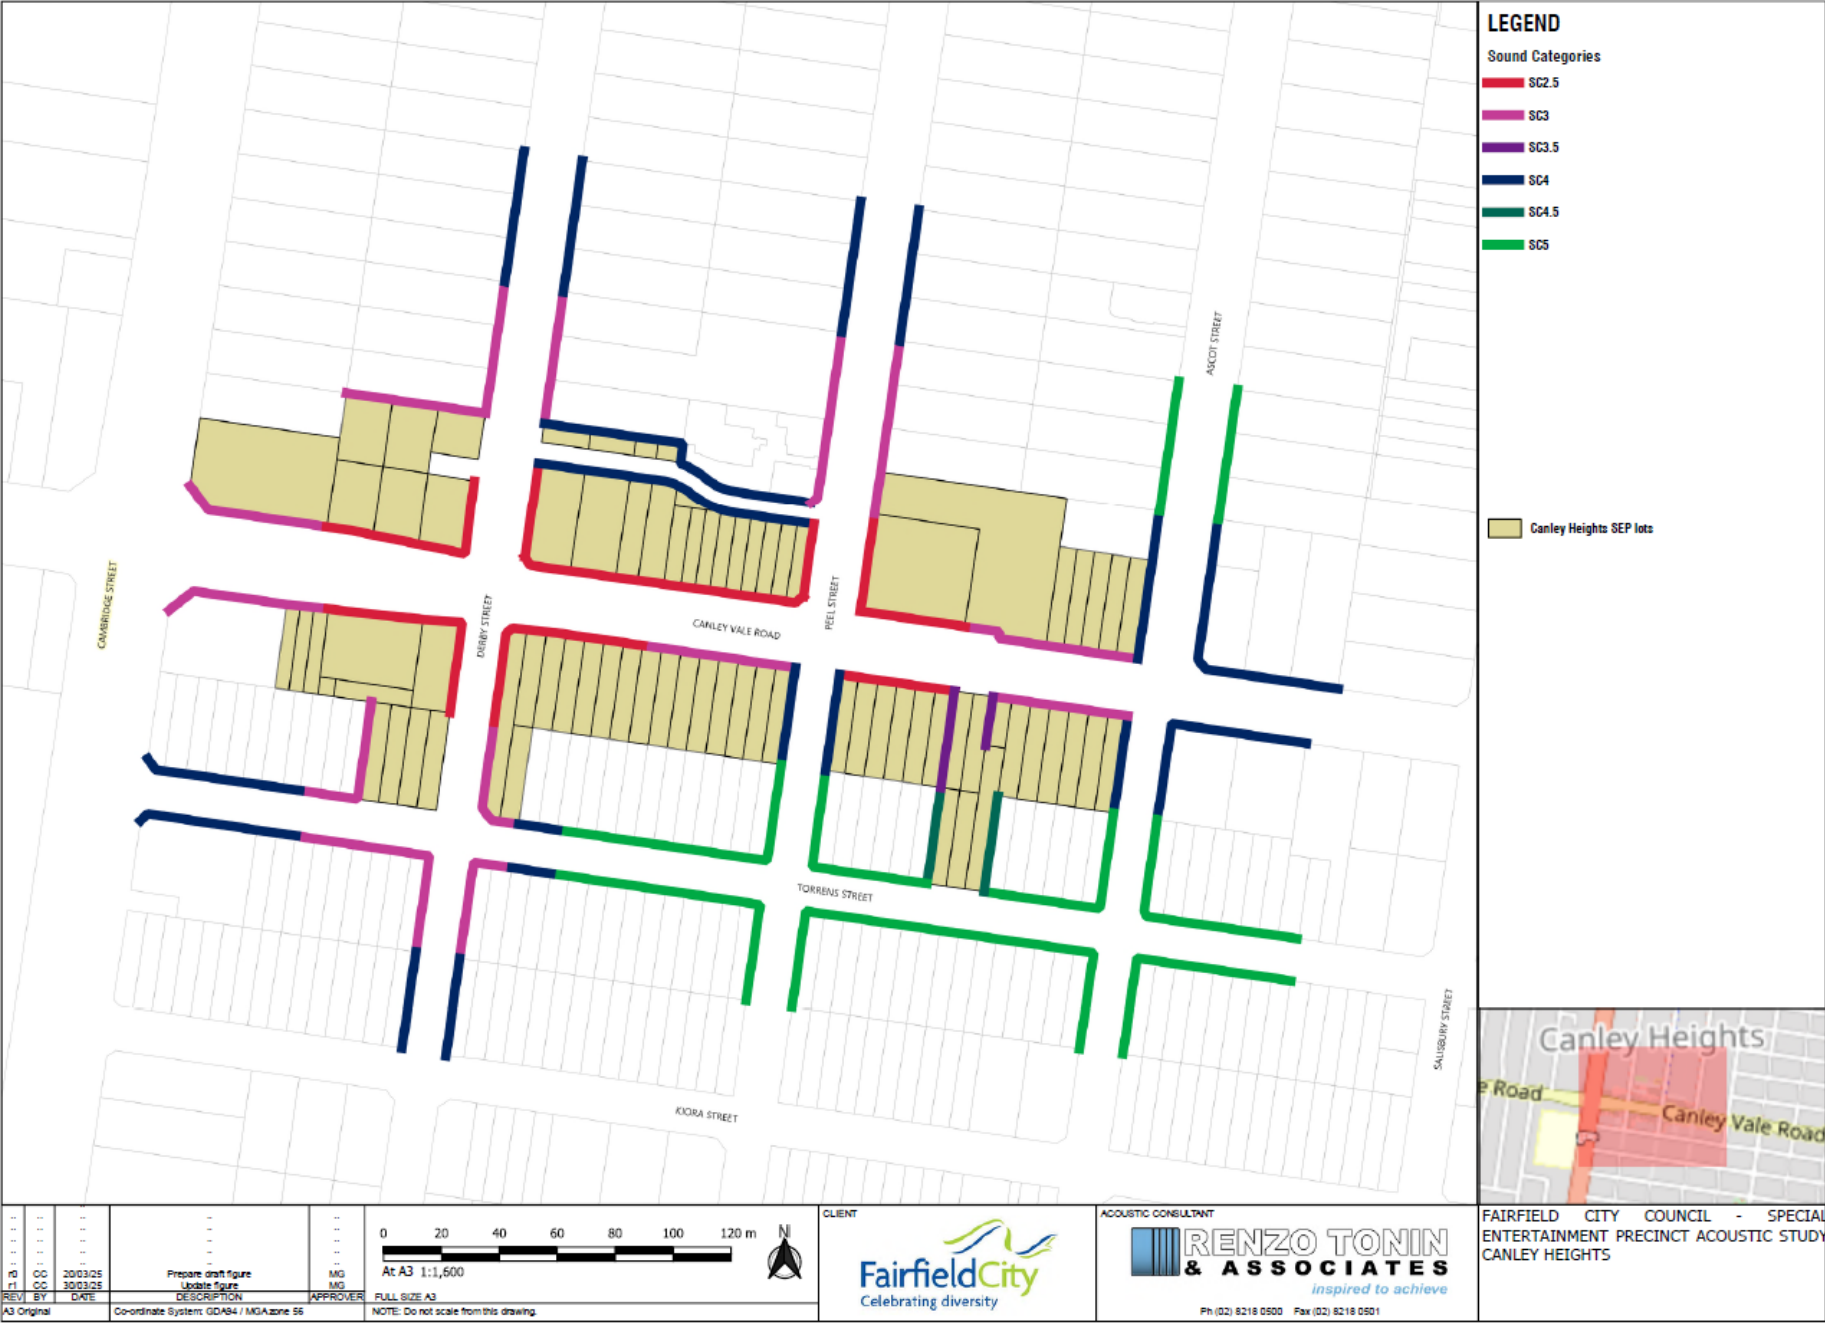 LEGEND
Sound Categories
SC2.5
SC3
SC3.5
SC4
SC4.5
SC5
Canley Heights SEP lots
ASCOT STREET
CAMBRIDGE STREET
DERBY STREET
CANLEY VALE ROAD
PEEL STREET
TORRENS STREET
KIORA STREET
SALISBURY STREET
Canley Heights
e Road
Canley Vale Road
r0 CC 20/03/25 Prepare draft figure MG
r1 CC 30/03/25 Update figure MG
REV BY DATE DESCRIPTION APPROVER
A3 Original
Co-ordinate System: GDA94 / MGA zone 56
0 20 40 60 80 100 120 m
N
At A3 1:1,600
FULL SIZE A3
NOTE: Do not scale from this drawing.
CLIENT
FairfieldCity
Celebrating diversity
ACOUSTIC CONSULTANT
RENZO TONIN
& ASSOCIATES
inspired to achieve
Ph (02) 8218 0500 Fax (02) 8218 0501
FAIRFIELD CITY COUNCIL - SPECIAL
ENTERTAINMENT PRECINCT ACOUSTIC STUDY
CANLEY HEIGHTS